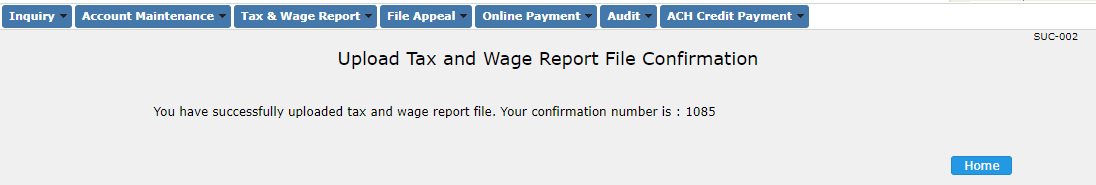 Inquiry Account Maintenance Tax & Wage Report File Appeal Online Payment Audit ACH Credit Payment
SUC-002
Upload Tax and Wage Report File Confirmation
You have successfully uploaded tax and wage report file. Your confirmation number is : 1085
Home